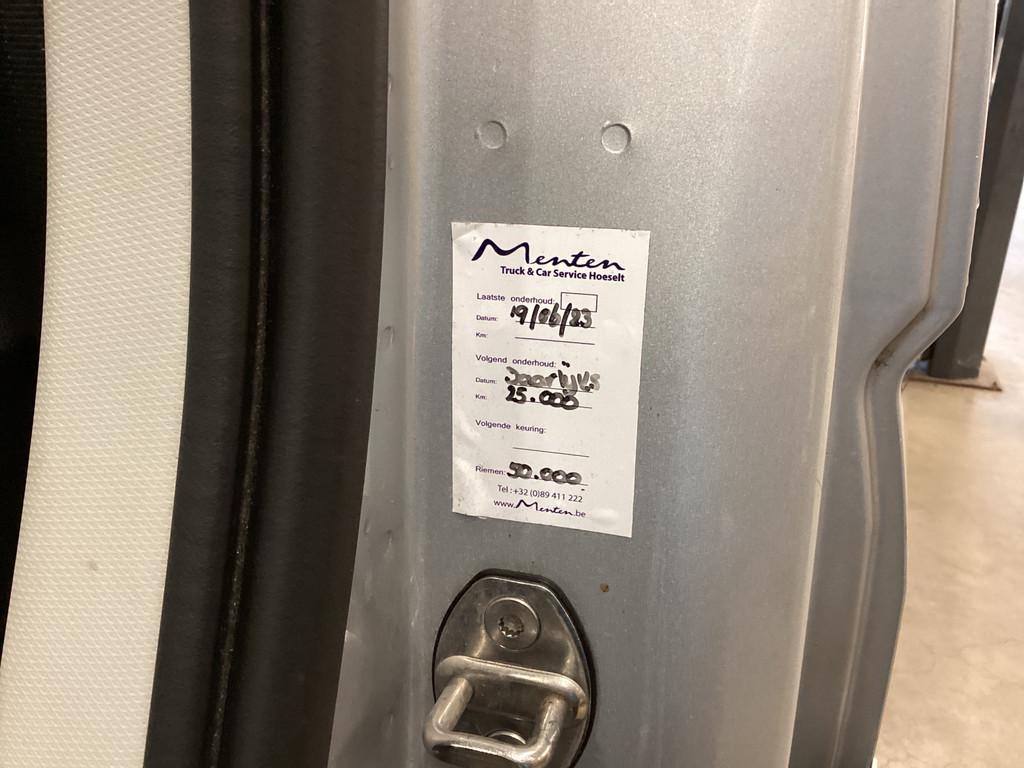 Menten
Truck & Car Service Hoeselt
Laatste onderhoud:
Datum: 19/06/23
Km:
Volgend onderhoud:
Datum: Jaarlijks
Km: 25.000
Volgende keuring:
Riemen: 50.000
Tel :+32 (0)89 411 222
www.Menten.be